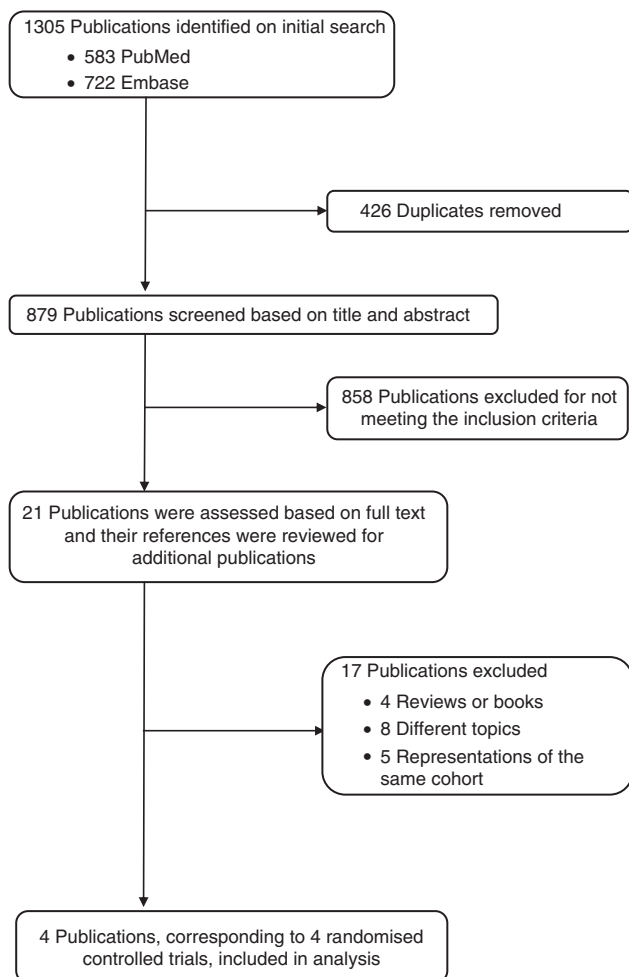 1305 Publications identified on initial search
• 583 PubMed
• 722 Embase
426 Duplicates removed
879 Publications screened based on title and abstract
858 Publications excluded for not
meeting the inclusion criteria
21 Publications were assessed based on full text
and their references were reviewed for
additional publications
17 Publications excluded
• 4 Reviews or books
• 8 Different topics
• 5 Representations of the
same cohort
4 Publications, corresponding to 4 randomised
controlled trials, included in analysis